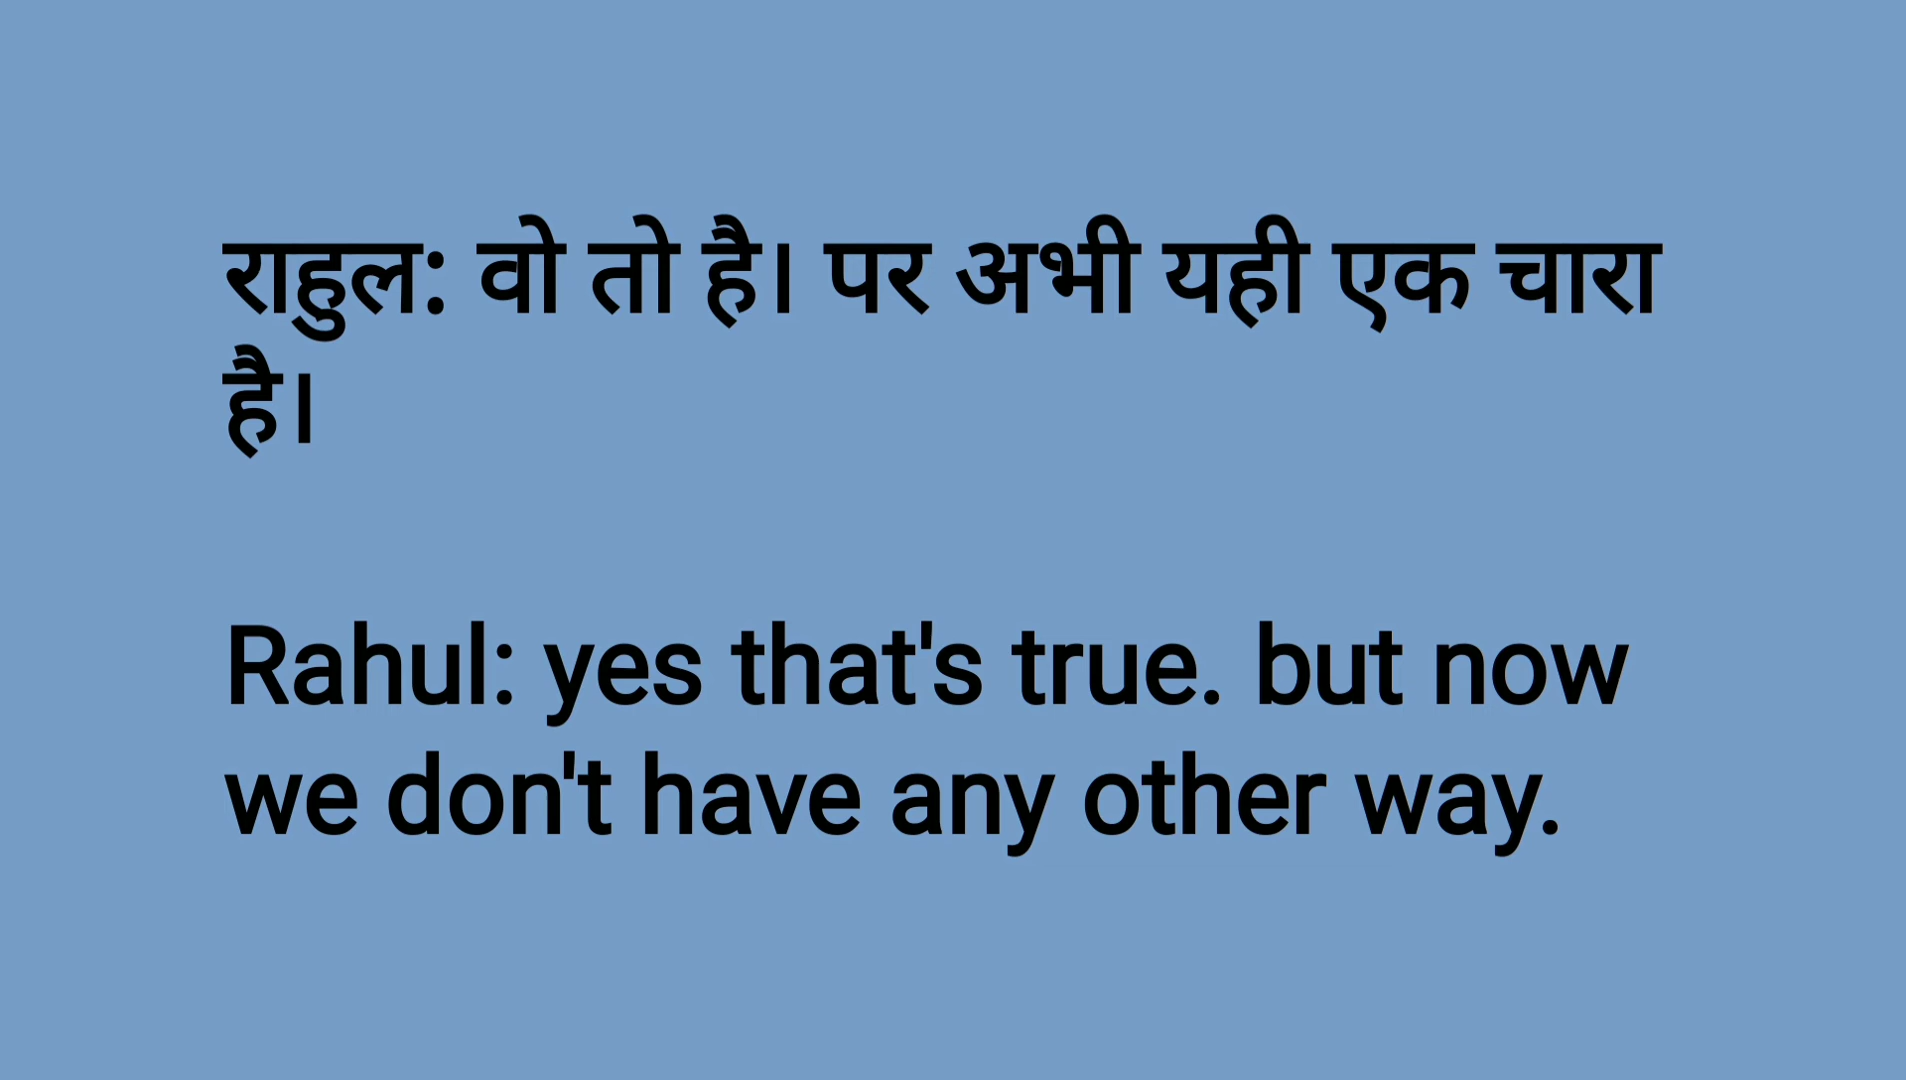 राहुल: वो तो है। पर अभी यही एक चारा
है।
Rahul: yes that's true. but now
we don't have any other way.